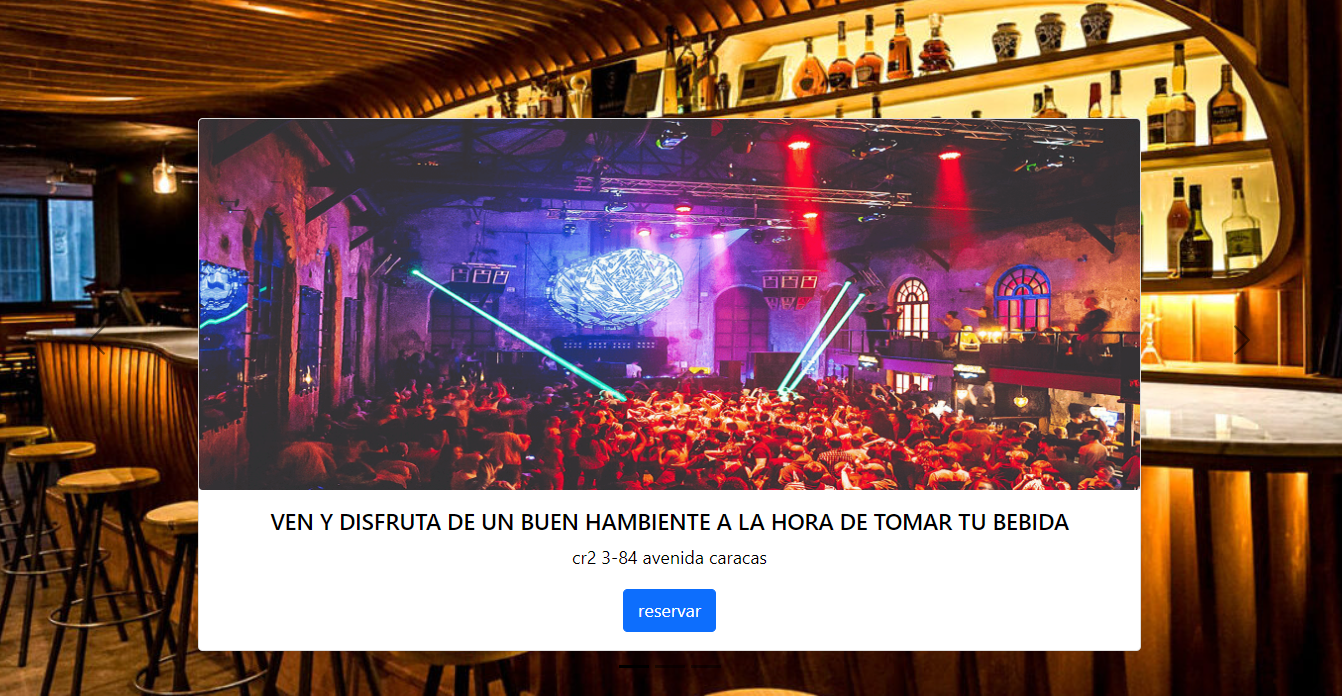 VEN Y DISFRUTA DE UN BUEN HAMBIENTE A LA HORA DE TOMAR TU BEBIDA
cr2 3-84 avenida caracas
reservar